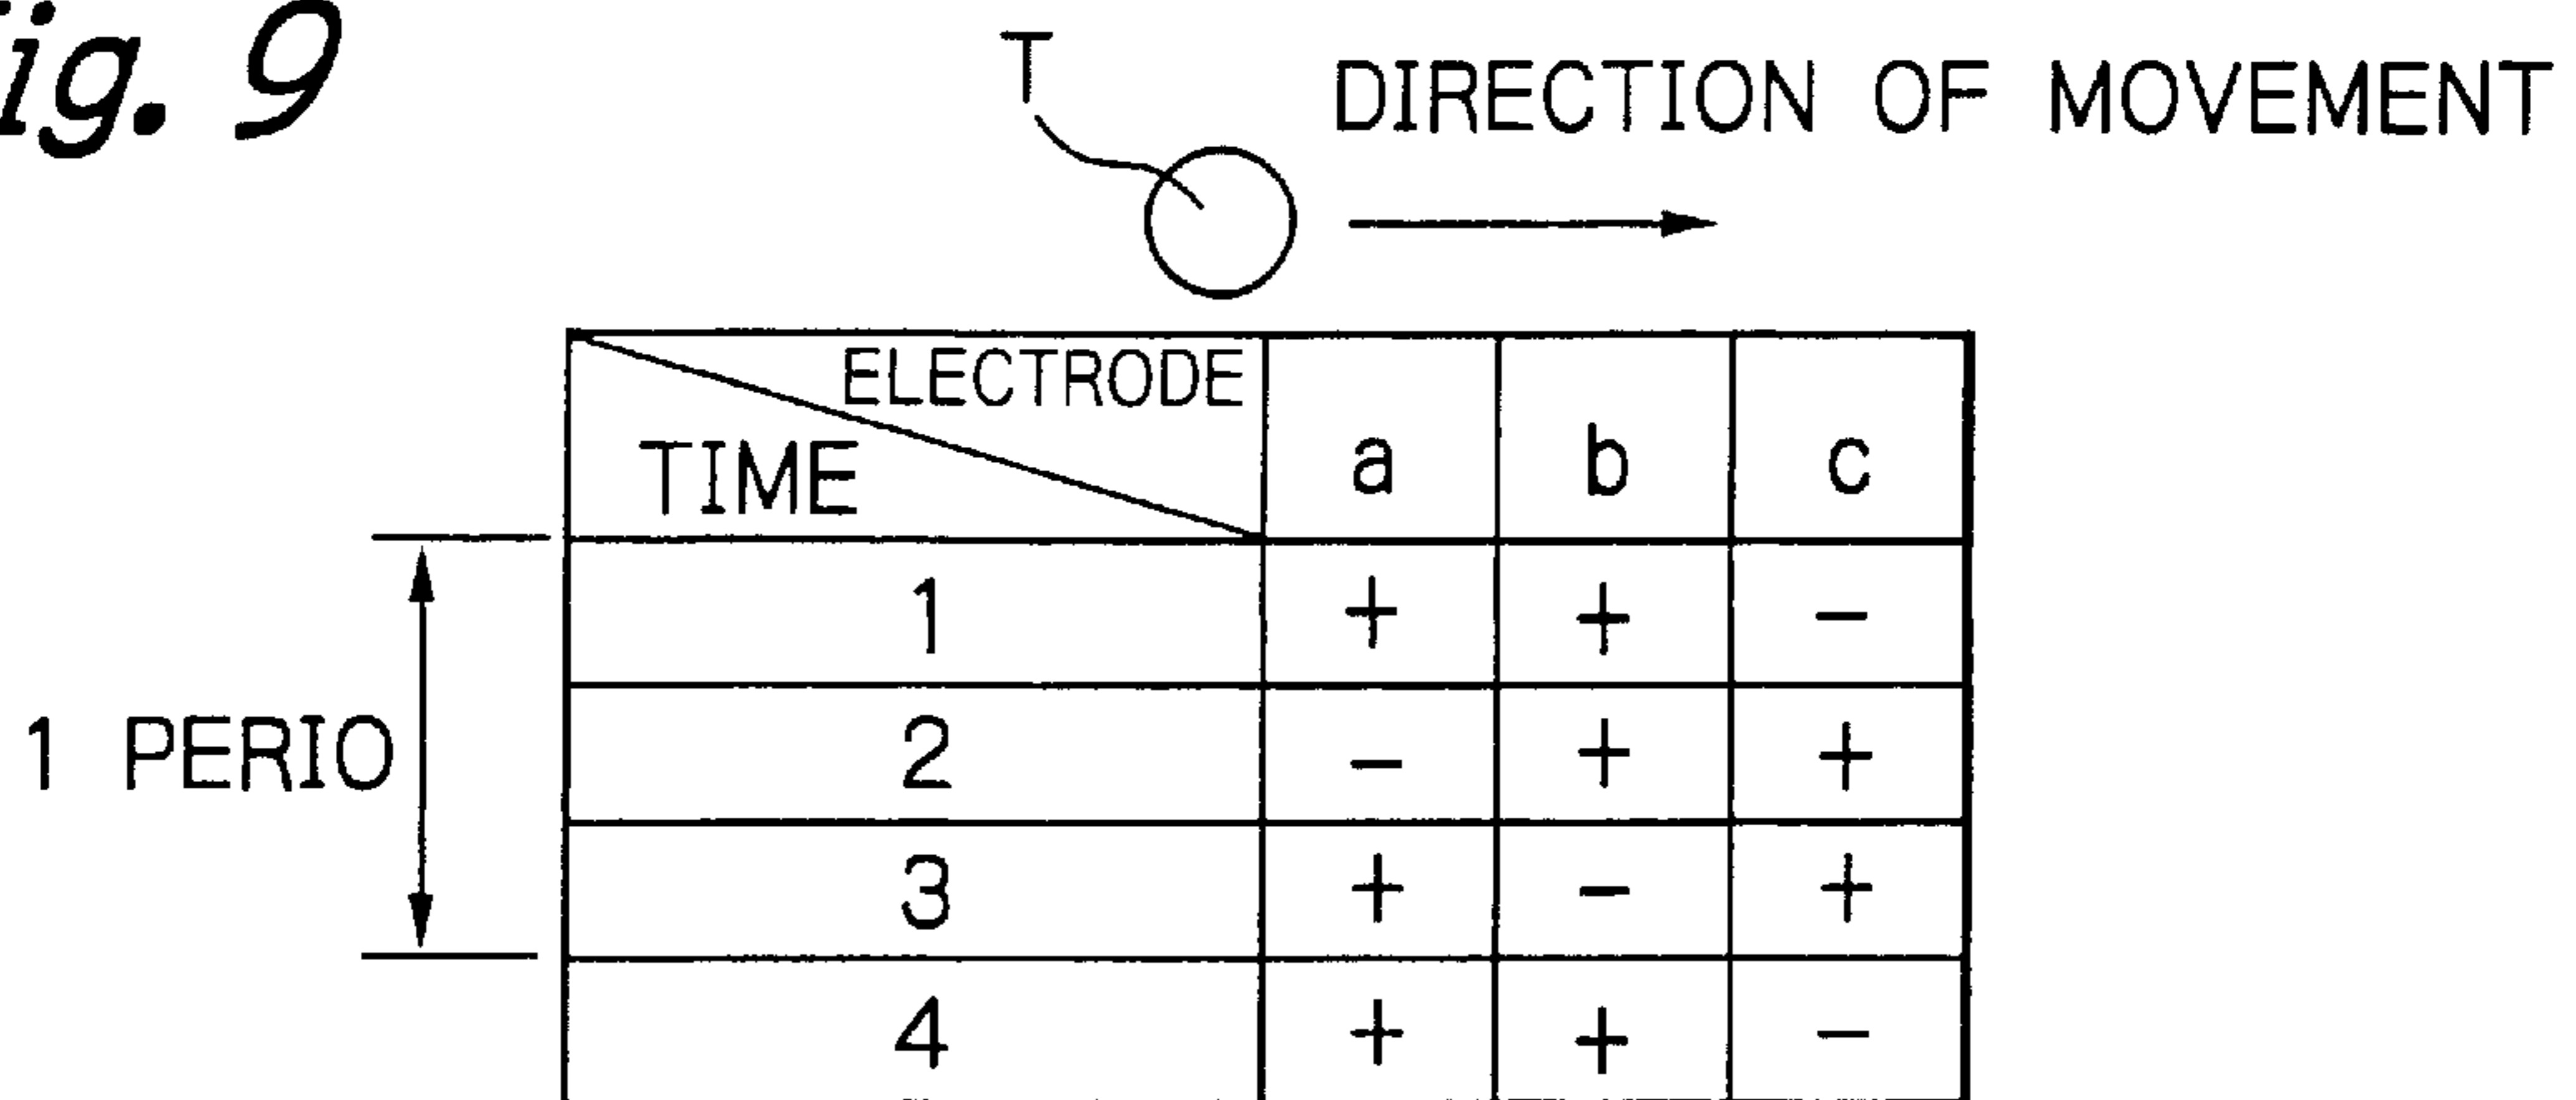 ig. 9
T
DIRECTION OF MOVEMENT
ELECTRODE
TIME
a b c
1 + + −
1 PERIO
2 − + +
3 + − +
4 + + −